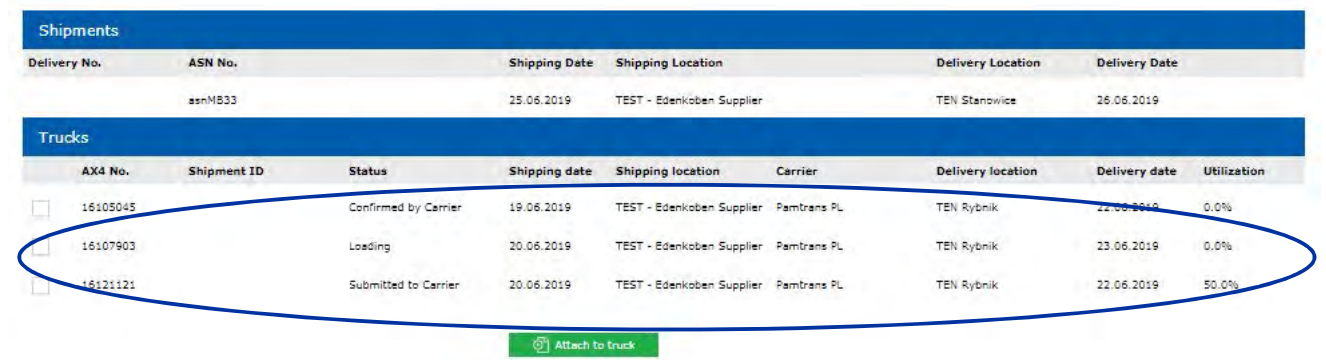 Shipments
Delivery No. ASN No. Shipping Date Shipping Location Delivery Location Delivery Date
asnMB33 25.06.2019 TEST - Edenkoben Supplier TEN Stanowice 26.06.2019
Trucks
AX4 No. Shipment ID Status Shipping date Shipping location Carrier Delivery location Delivery date Utilization
16105045 Confirmed by Carrier 19.06.2019 TEST - Edenkoben Supplier Pamtrans PL TEN Rybnik 22.06.2019 0.0%
16107903 Loading 20.06.2019 TEST - Edenkoben Supplier Pamtrans PL TEN Rybnik 23.06.2019 0.0%
16121121 Submitted to Carrier 20.06.2019 TEST - Edenkoben Supplier Pamtrans PL TEN Rybnik 22.06.2019 50.0%
Attach to truck